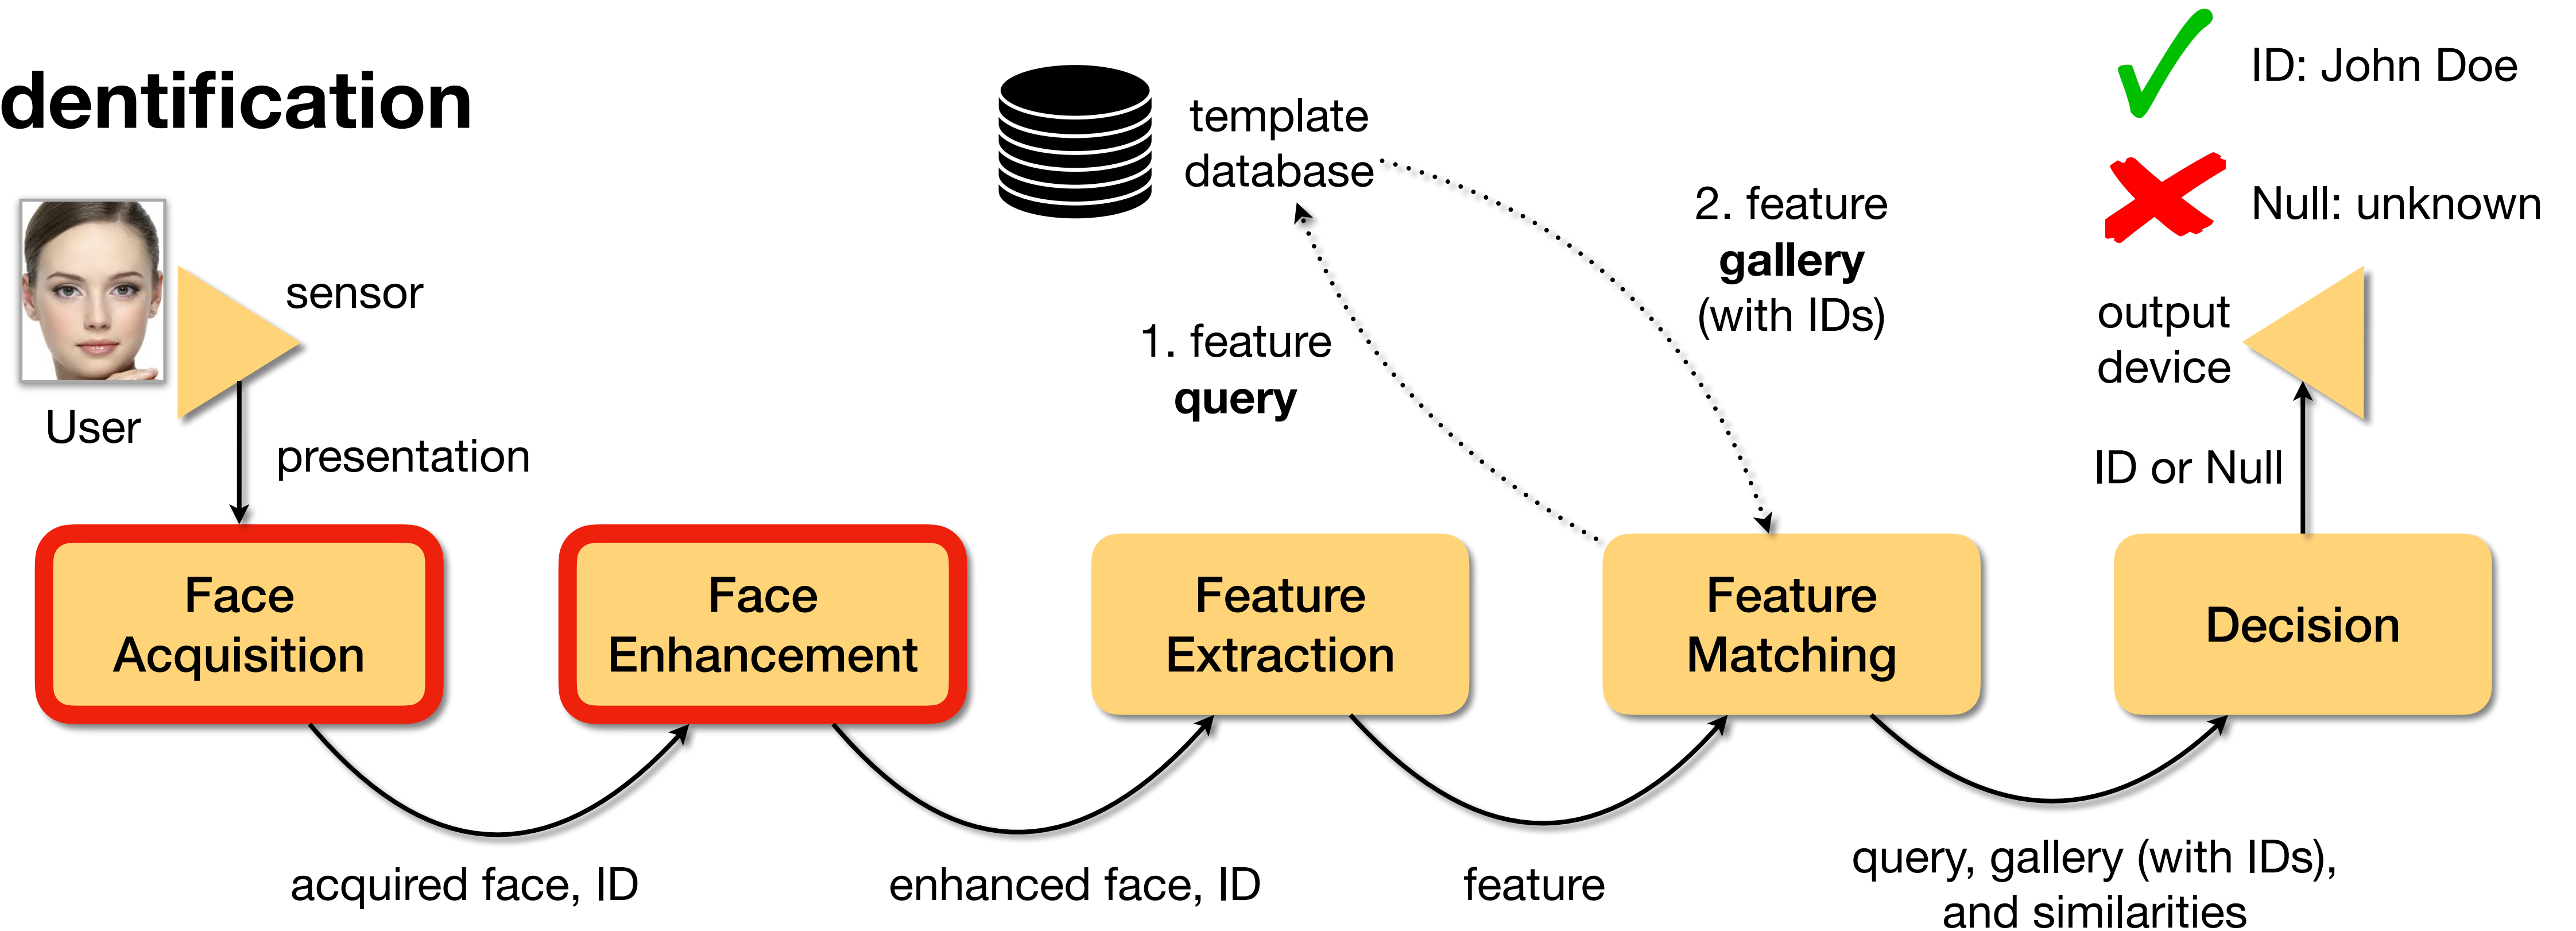 dentification
template
database
ID: John Doe
Null: unknown
sensor
User
presentation
1. feature
query
2. feature
gallery
(with IDs)
output
device
ID or Null
Face
Acquisition
Face
Enhancement
Feature
Extraction
Feature
Matching
Decision
acquired face, ID
enhanced face, ID
feature
query, gallery (with IDs),
and similarities